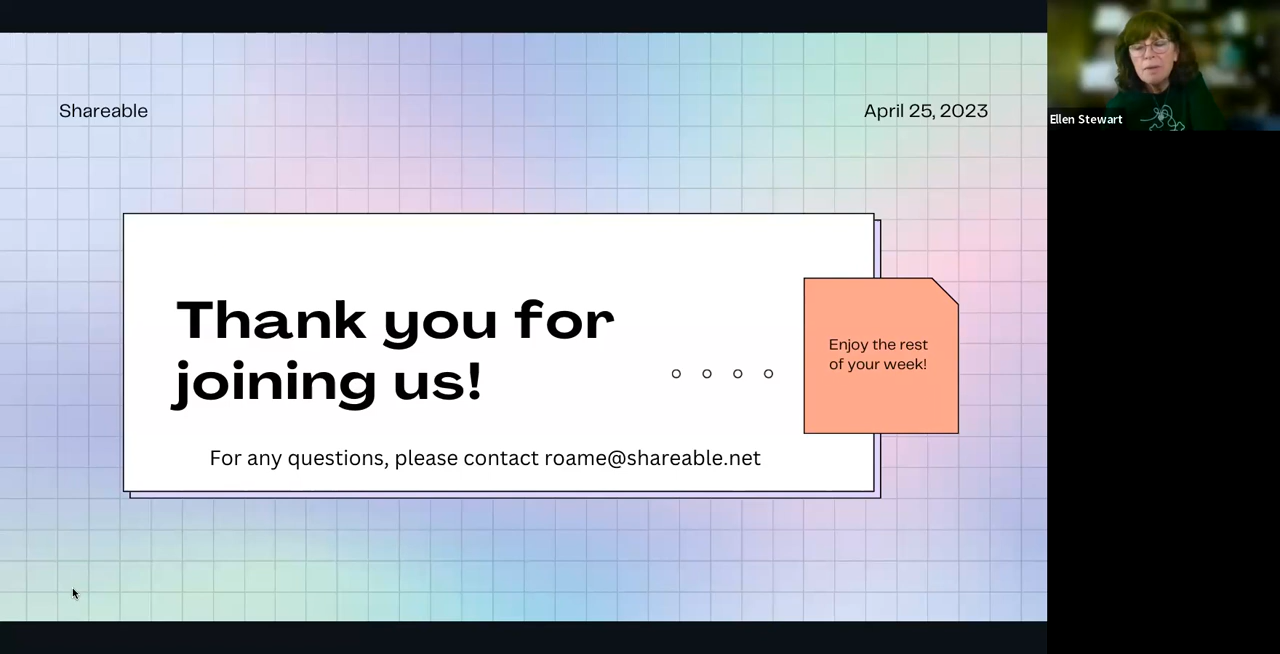 Shareable
April 25, 2023
Ellen Stewart
Thank you for
joining us!
Enjoy the rest
of your week!
For any questions, please contact roame@shareable.net